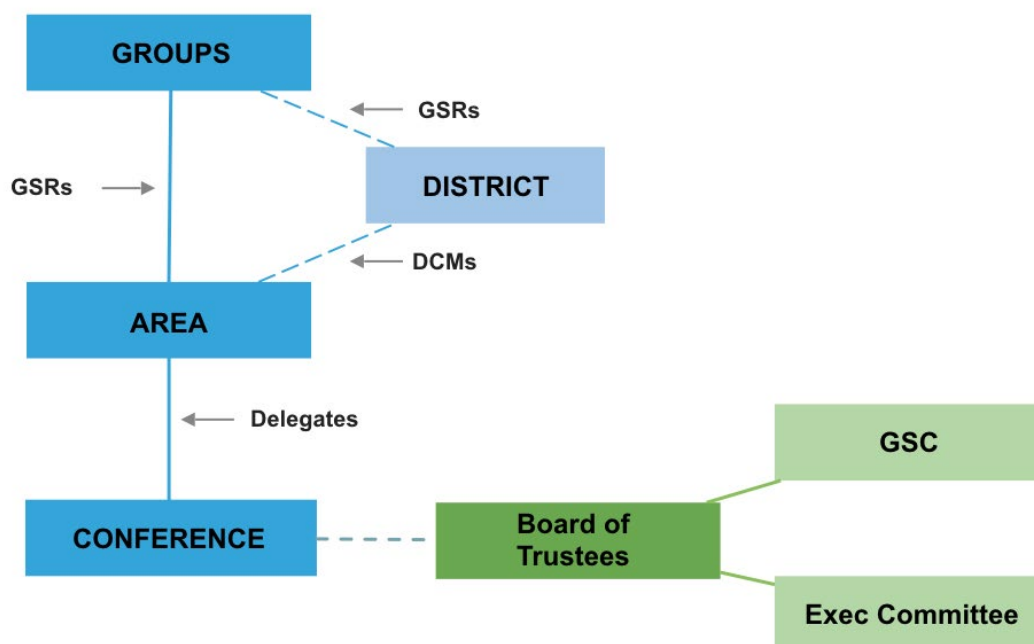 GROUPS
GSRs
DISTRICT
GSRs
DCMs
AREA
Delegates
GSC
CONFERENCE
Board of
Trustees
Exec Committee